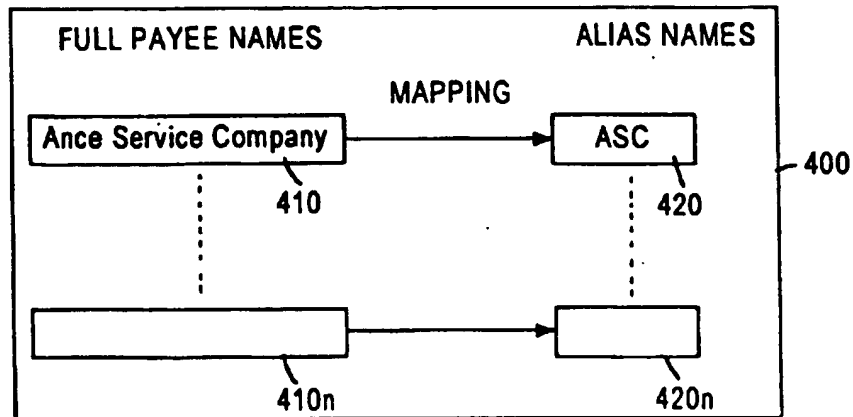 FULL PAYEE NAMES
ALIAS NAMES
MAPPING
Ance Service Company
ASC
400
410
420
410n
420n